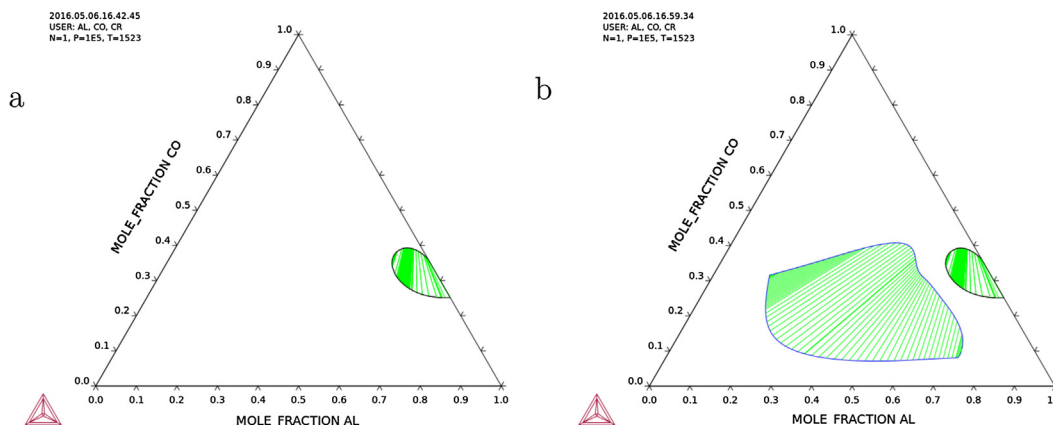 a
2016.05.06.16.42.45
USER: AL, CO, CR
N=1, P=1E5, T=1523
1.0
0.9
0.8
0.7
0.6
0.5
0.4
0.3
0.2
0.1
0.0
MOLE_FRACTION CO
0.0 0.1 0.2 0.3 0.4 0.5 0.6 0.7 0.8 0.9 1.0
MOLE_FRACTION AL
b
2016.05.06.16.59.34
USER: AL, CO, CR
N=1, P=1E5, T=1523
1.0
0.9
0.8
0.7
0.6
0.5
0.4
0.3
0.2
0.1
0.0
MOLE_FRACTION CO
0.0 0.1 0.2 0.3 0.4 0.5 0.6 0.7 0.8 0.9
MOLE_FRACTION AL